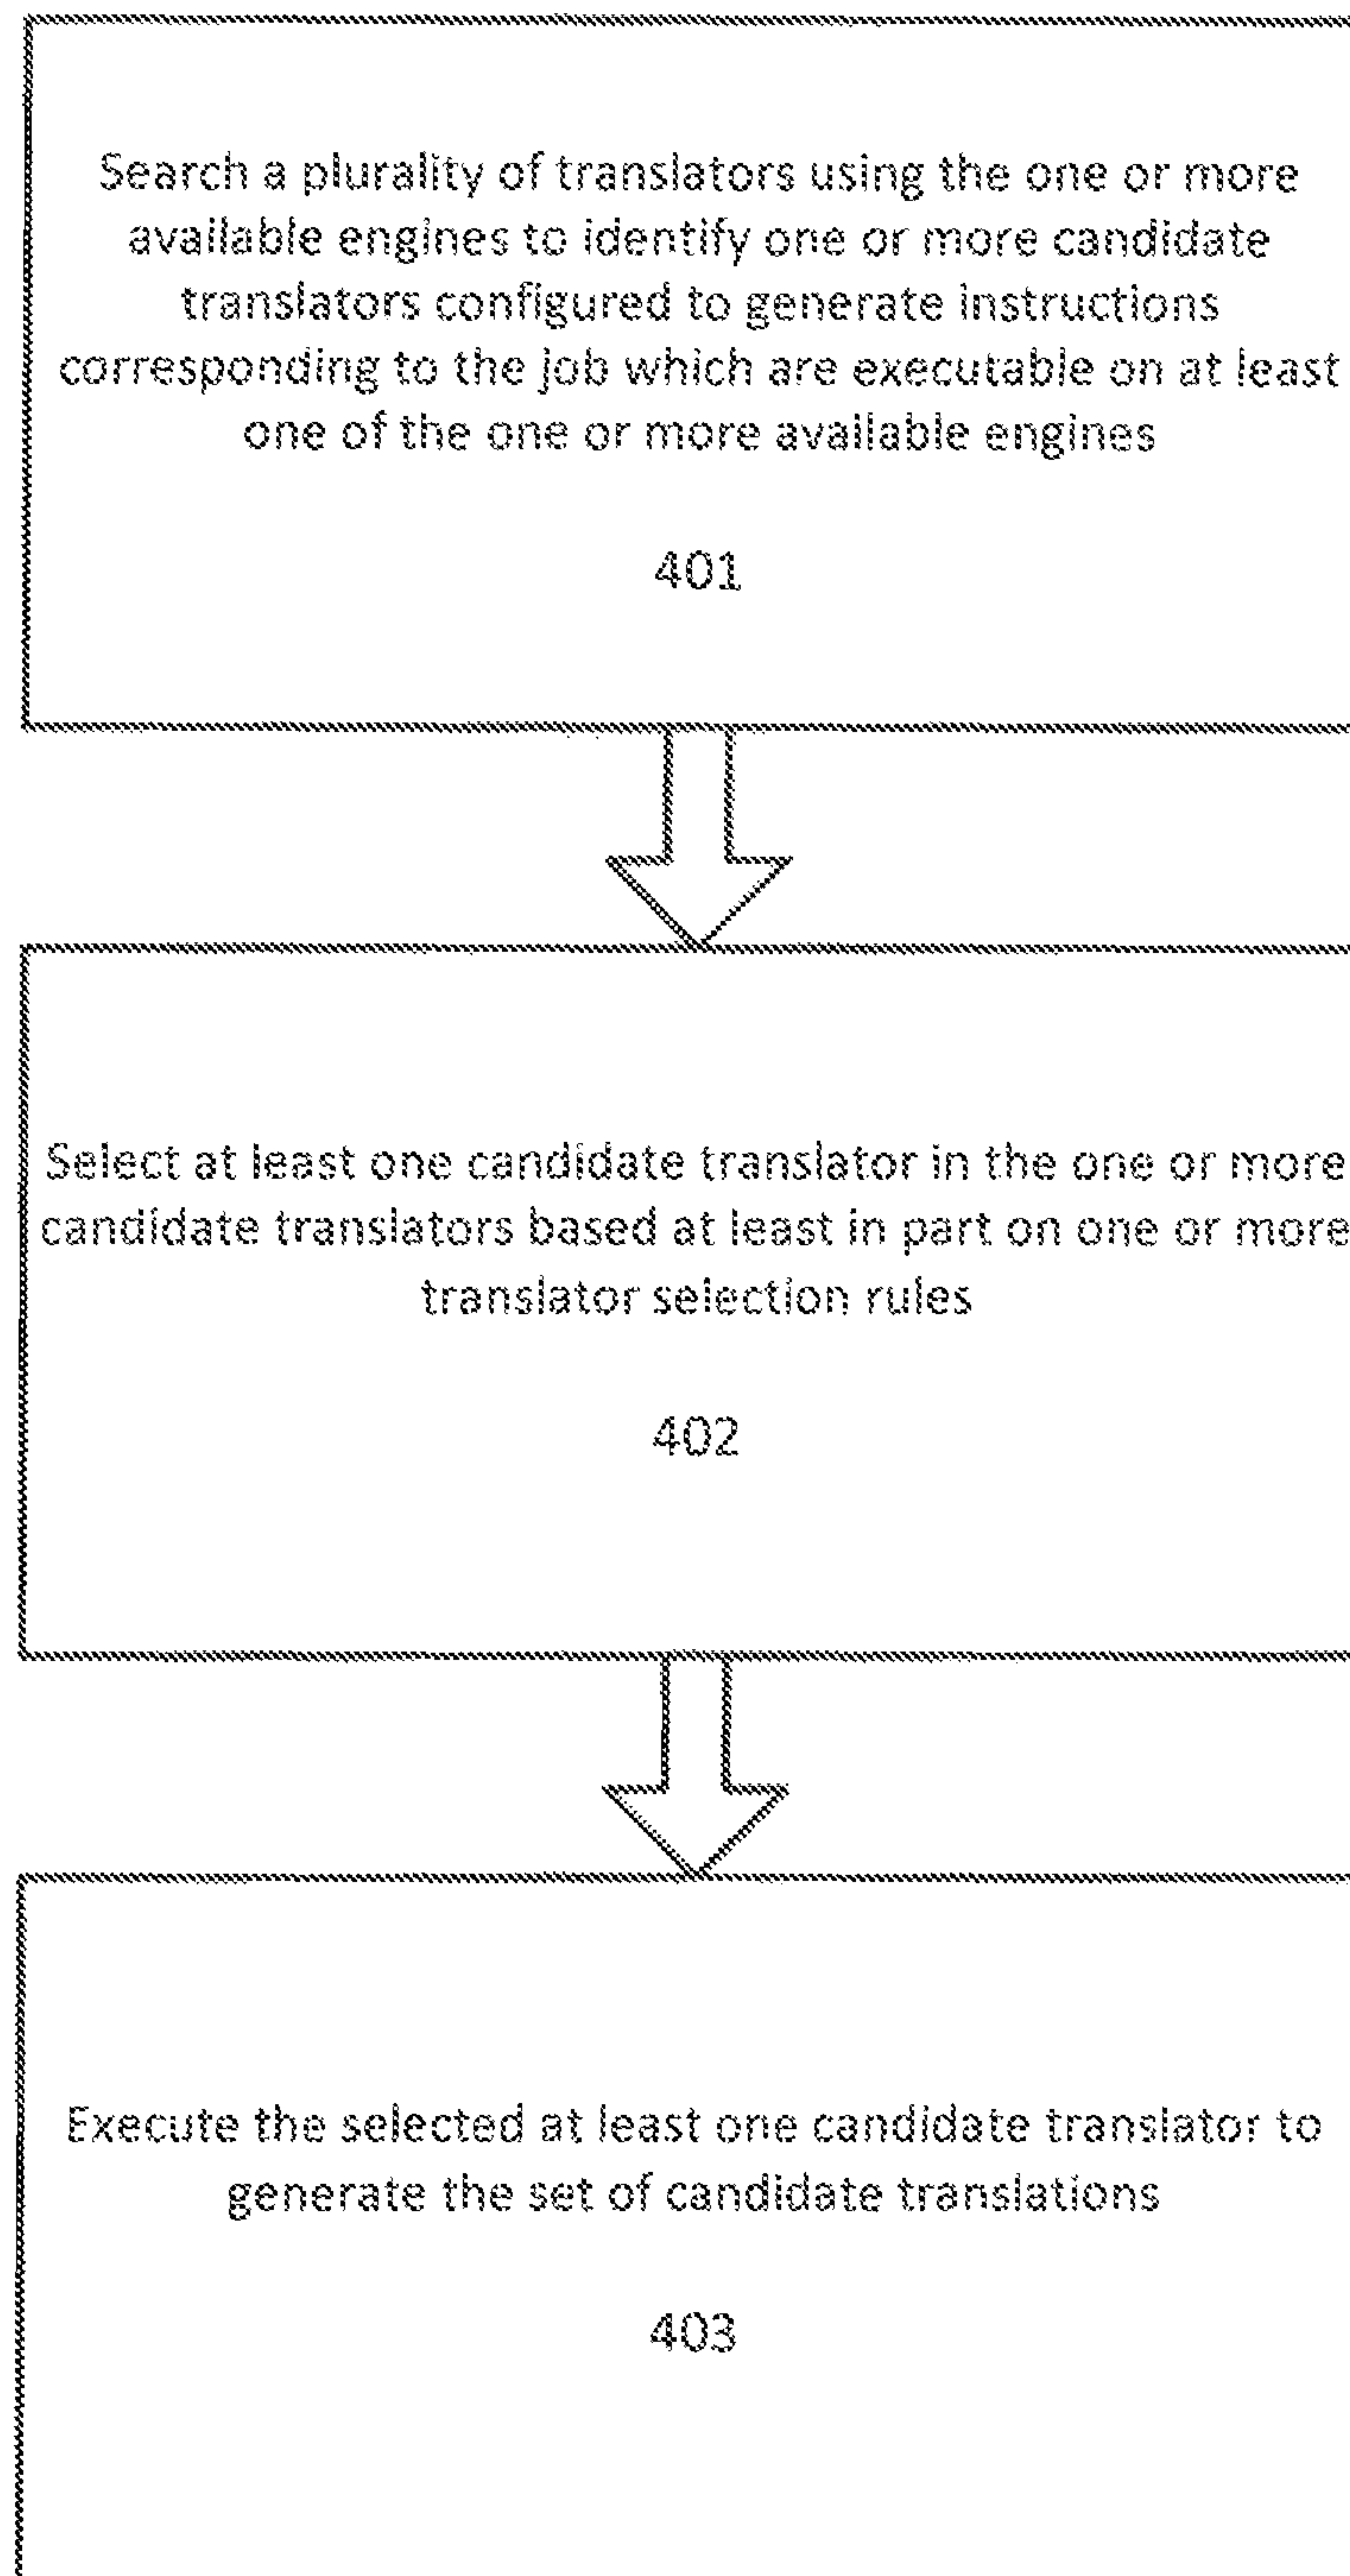 Search a plurality of translators using the one or more
available engines to identify one or more candidate
translators configured to generate instructions
corresponding to the job which are executable on at least
one of the one or more available engines
401
Select at least one candidate translator in the one or more
candidate translators based at least in part on one or more
translator selection rules
402
Execute the selected at least one candidate translator to
generate the set of candidate translations
403